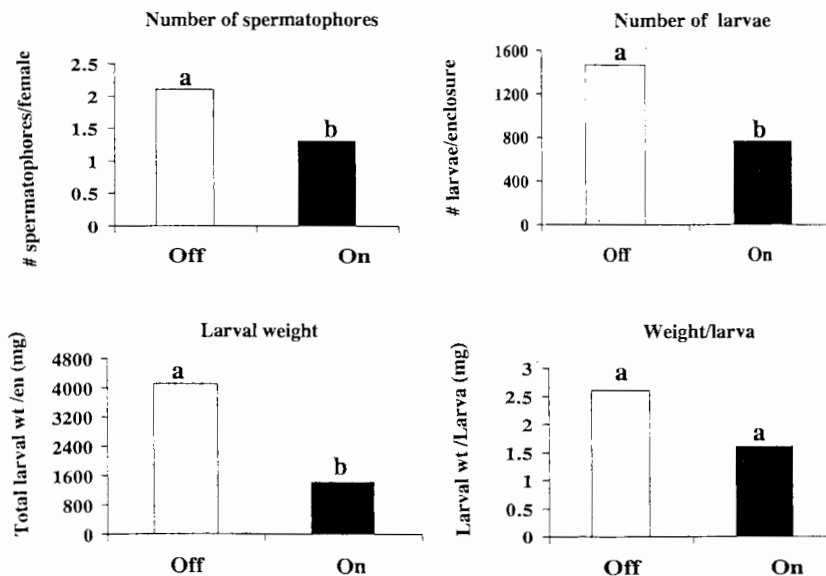 Number of spermatophores
# spermatophores/female
2.5
2
1.5
1
0.5
0
a
b
Off
On
Number of larvae
# larvae/enclosure
1600
1200
800
400
0
a
b
Off
On
Larval weight
Total larval wt /en (mg)
4800
4000
3200
2400
1600
800
0
a
b
Off
On
Weight/larva
Larval wt /Larva (mg)
3
2.5
2
1.5
1
0.5
0
a
a
Off
On